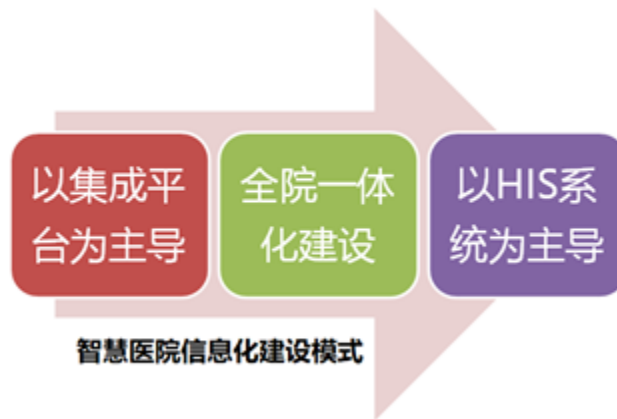 以集成平
台为主导
全院一体
化建设
以HIS系
统为主导
智慧医院信息化建设模式